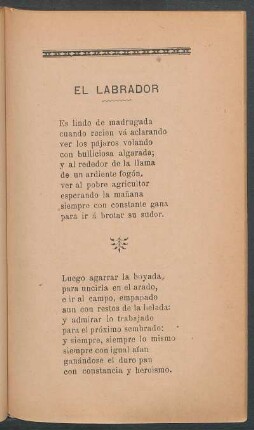 EL LABRADOR
Es lindo de madrugada
cuando recien vá aclarando
ver los pájaros volando
con bulliciosa algarada;
y al rededor de la llama
de un ardiente fogón,
ver al pobre agricultor
esperando la mañana
siempre con constante gana
para ir á brotar su sudor.
Luego agarrar la boyada,
para uncirla en el arado,
e ir al campo, empapado
aun con restos de la helada:
y admirar lo trabajado
para el próximo sembrado:
y siempre, siempre lo mismo
siempre con igual afan
ganándose el duro pan
con constancia y heroismo.